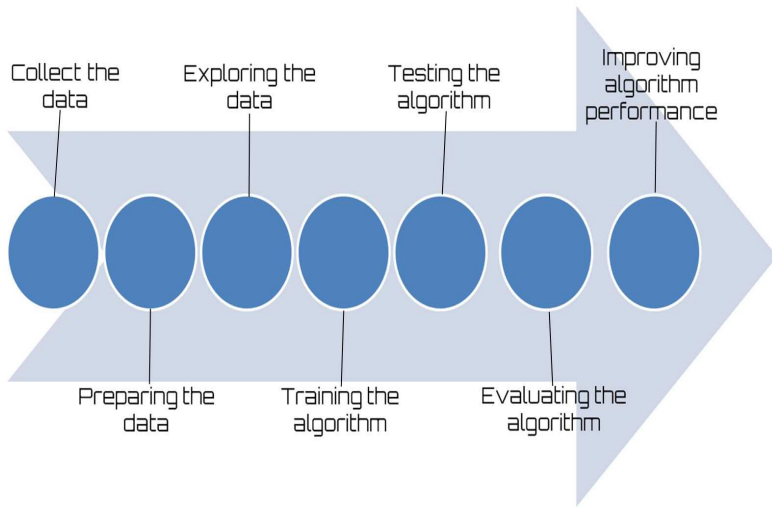 Collect the
data
Preparing the
data
Exploring the
data
Training the
algorithm
Testing the
algorithm
Evaluating the
algorithm
Improving
algorithm
performance